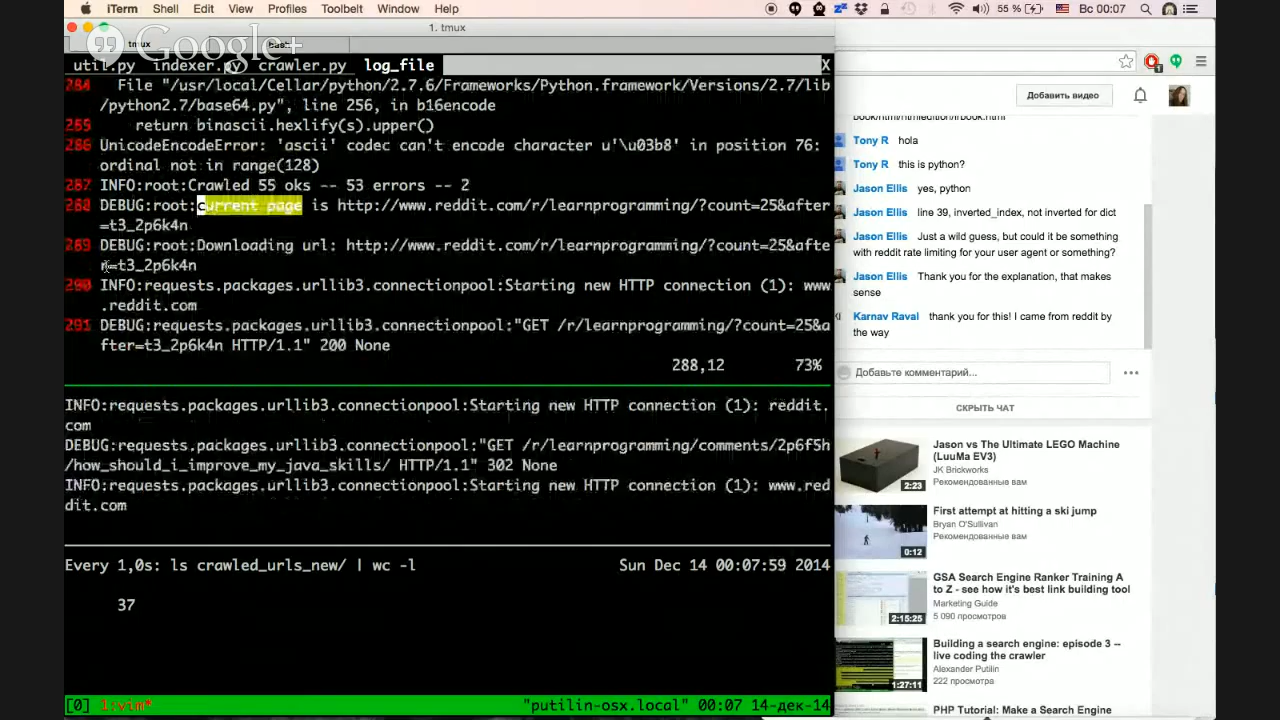 iTerm Shell Edit View Profiles Toolbelt Window Help 55 % Вс 00:07
1. tmux
Google+
tmux
util.py indexer.py crawler.py log_file X
284 File "/usr/local/Cellar/python/2.7.6/Frameworks/Python.framework/Versions/2.7/lib
/python2.7/base64.py", line 256, in b16encode
return binascii.hexlify(s).upper()
286 UnicodeEncodeError: 'ascii' codec can't encode character u'\u03b8' in position 76:
ordinal not in range(128)
287 INFO:root:Crawled 55 oks -- 53 errors -- 2
288 DEBUG:root:current page is http://www.reddit.com/r/learnprogramming/?count=25&after
=t3_2p6k4n
289 DEBUG:root:Downloading url: http://www.reddit.com/r/learnprogramming/?count=25&afte
r=t3_2p6k4n
290 INFO:requests.packages.urllib3.connectionpool:Starting new HTTP connection (1): www
.reddit.com
291 DEBUG:requests.packages.urllib3.connectionpool:"GET /r/learnprogramming/?count=25&a
fter=t3_2p6k4n HTTP/1.1" 200 None
288,12 73%
INFO:requests.packages.urllib3.connectionpool:Starting new HTTP connection (1): reddit.
com
DEBUG:requests.packages.urllib3.connectionpool:"GET /r/learnprogramming/comments/2p6f5h
/how_should_i_improve_my_java_skills/ HTTP/1.1" 302 None
INFO:requests.packages.urllib3.connectionpool:Starting new HTTP connection (1): www.red
dit.com
Every 1,0s: ls crawled_urls_new/ | wc -l Sun Dec 14 00:07:59 2014
37
[0] 1:vim* "putilin-osx.local" 00:07 14-дек-14
Добавить видео
book/html/htmledition/irbook.html
Tony R hola
Tony R this is python?
Jason Ellis yes, python
Jason Ellis line 39, inverted_index, not inverted for dict
Jason Ellis Just a wild guess, but could it be something
with reddit rate limiting for your user agent or something?
Jason Ellis Thank you for the explanation, that makes
sense
Karnav Raval thank you for this! I came from reddit by
the way
Добавьте комментарий...
СКРЫТЬ ЧАТ
Jason vs The Ultimate LEGO Machine
(LuuMa EV3)
JK Brickworks
Рекомендованные вам
2:23
First attempt at hitting a ski jump
Bryan O'Sullivan
Рекомендованные вам
0:12
GSA Search Engine Ranker Training A
to Z - see how it's best link building tool
Marketing Guide
5 090 просмотров
2:15:25
Building a search engine: episode 3 --
live coding the crawler
Alexander Putilin
222 просмотра
1:27:11
PHP Tutorial: Make a Search Engine